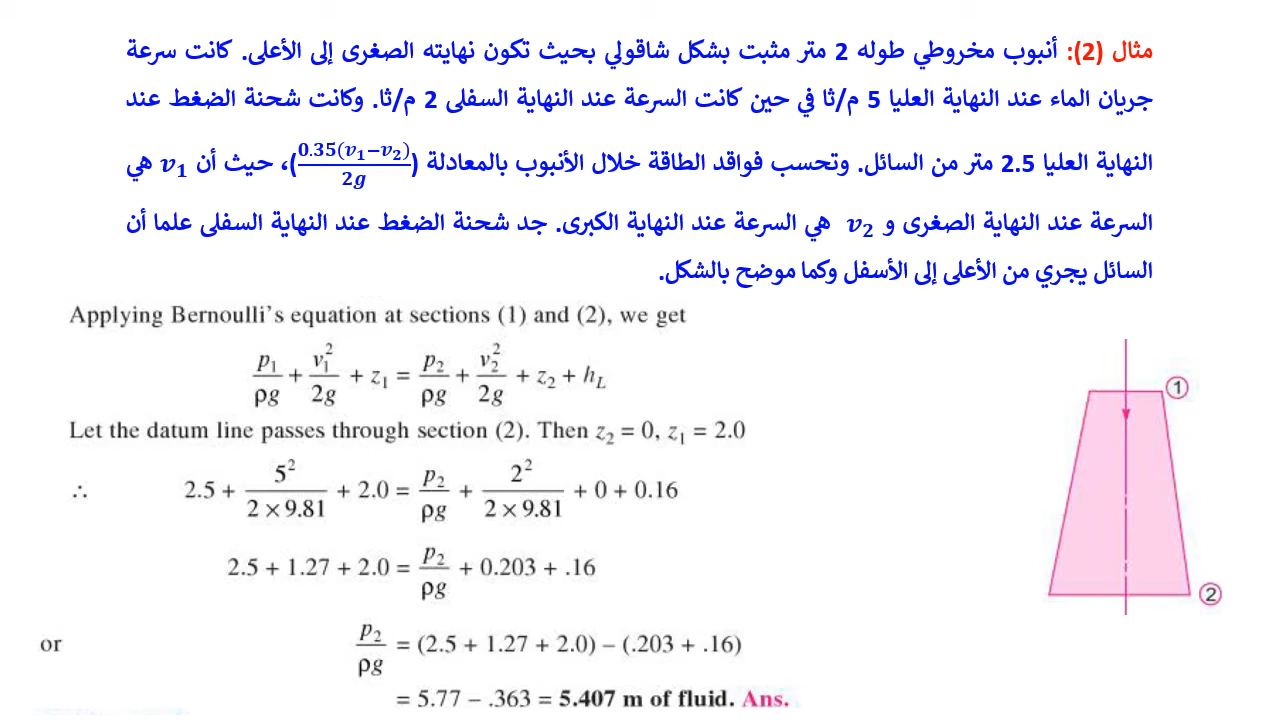 مثال (2): أنبوب مخروطي طوله 2 متر مثبت بشكل شاقولي بحيث تكون نهايته الصغرى إلى الأعلى. كانت سرعة
جريان الماء عند النهاية العليا 5 م/ثا في حين كانت السرعة عند النهاية السفلى 2 م/ثا. وكانت شحنة الضغط عند
النهاية العليا 2.5 متر من السائل. وتحسب فواقد الطاقة خلال الأنبوب بالمعادلة (0.35(v₁−v₂)/2g)، حيث أن v₁ هي
السرعة عند النهاية الصغرى و v₂ هي السرعة عند النهاية الكبرى. جد شحنة الضغط عند النهاية السفلى علما أن
السائل يجري من الأعلى إلى الأسفل وكما موضح بالشكل.
Applying Bernoulli's equation at sections (1) and (2), we get
p₁/ρg + v₁²/2g + z₁ = p₂/ρg + v₂²/2g + z₂ + h_L
Let the datum line passes through section (2). Then z₂ = 0, z₁ = 2.0
∴ 2.5 + 5²/(2 × 9.81) + 2.0 = p₂/ρg + 2²/(2 × 9.81) + 0 + 0.16
2.5 + 1.27 + 2.0 = p₂/ρg + 0.203 + .16
or p₂/ρg = (2.5 + 1.27 + 2.0) – (.203 + .16)
= 5.77 – .363 = 5.407 m of fluid. Ans.
①
②